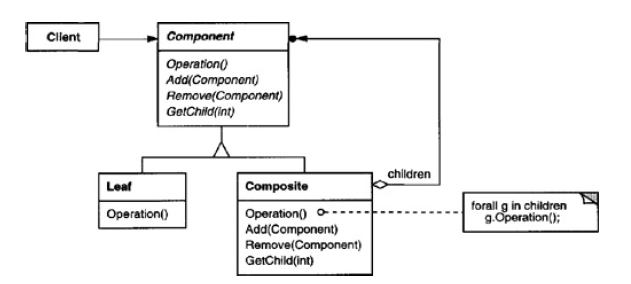 Client
Component
Operation()
Add(Component)
Remove(Component)
GetChild(int)
children
Leaf
Operation()
Composite
Operation()
Add(Component)
Remove(Component)
GetChild(int)
forall g in children
g.Operation();